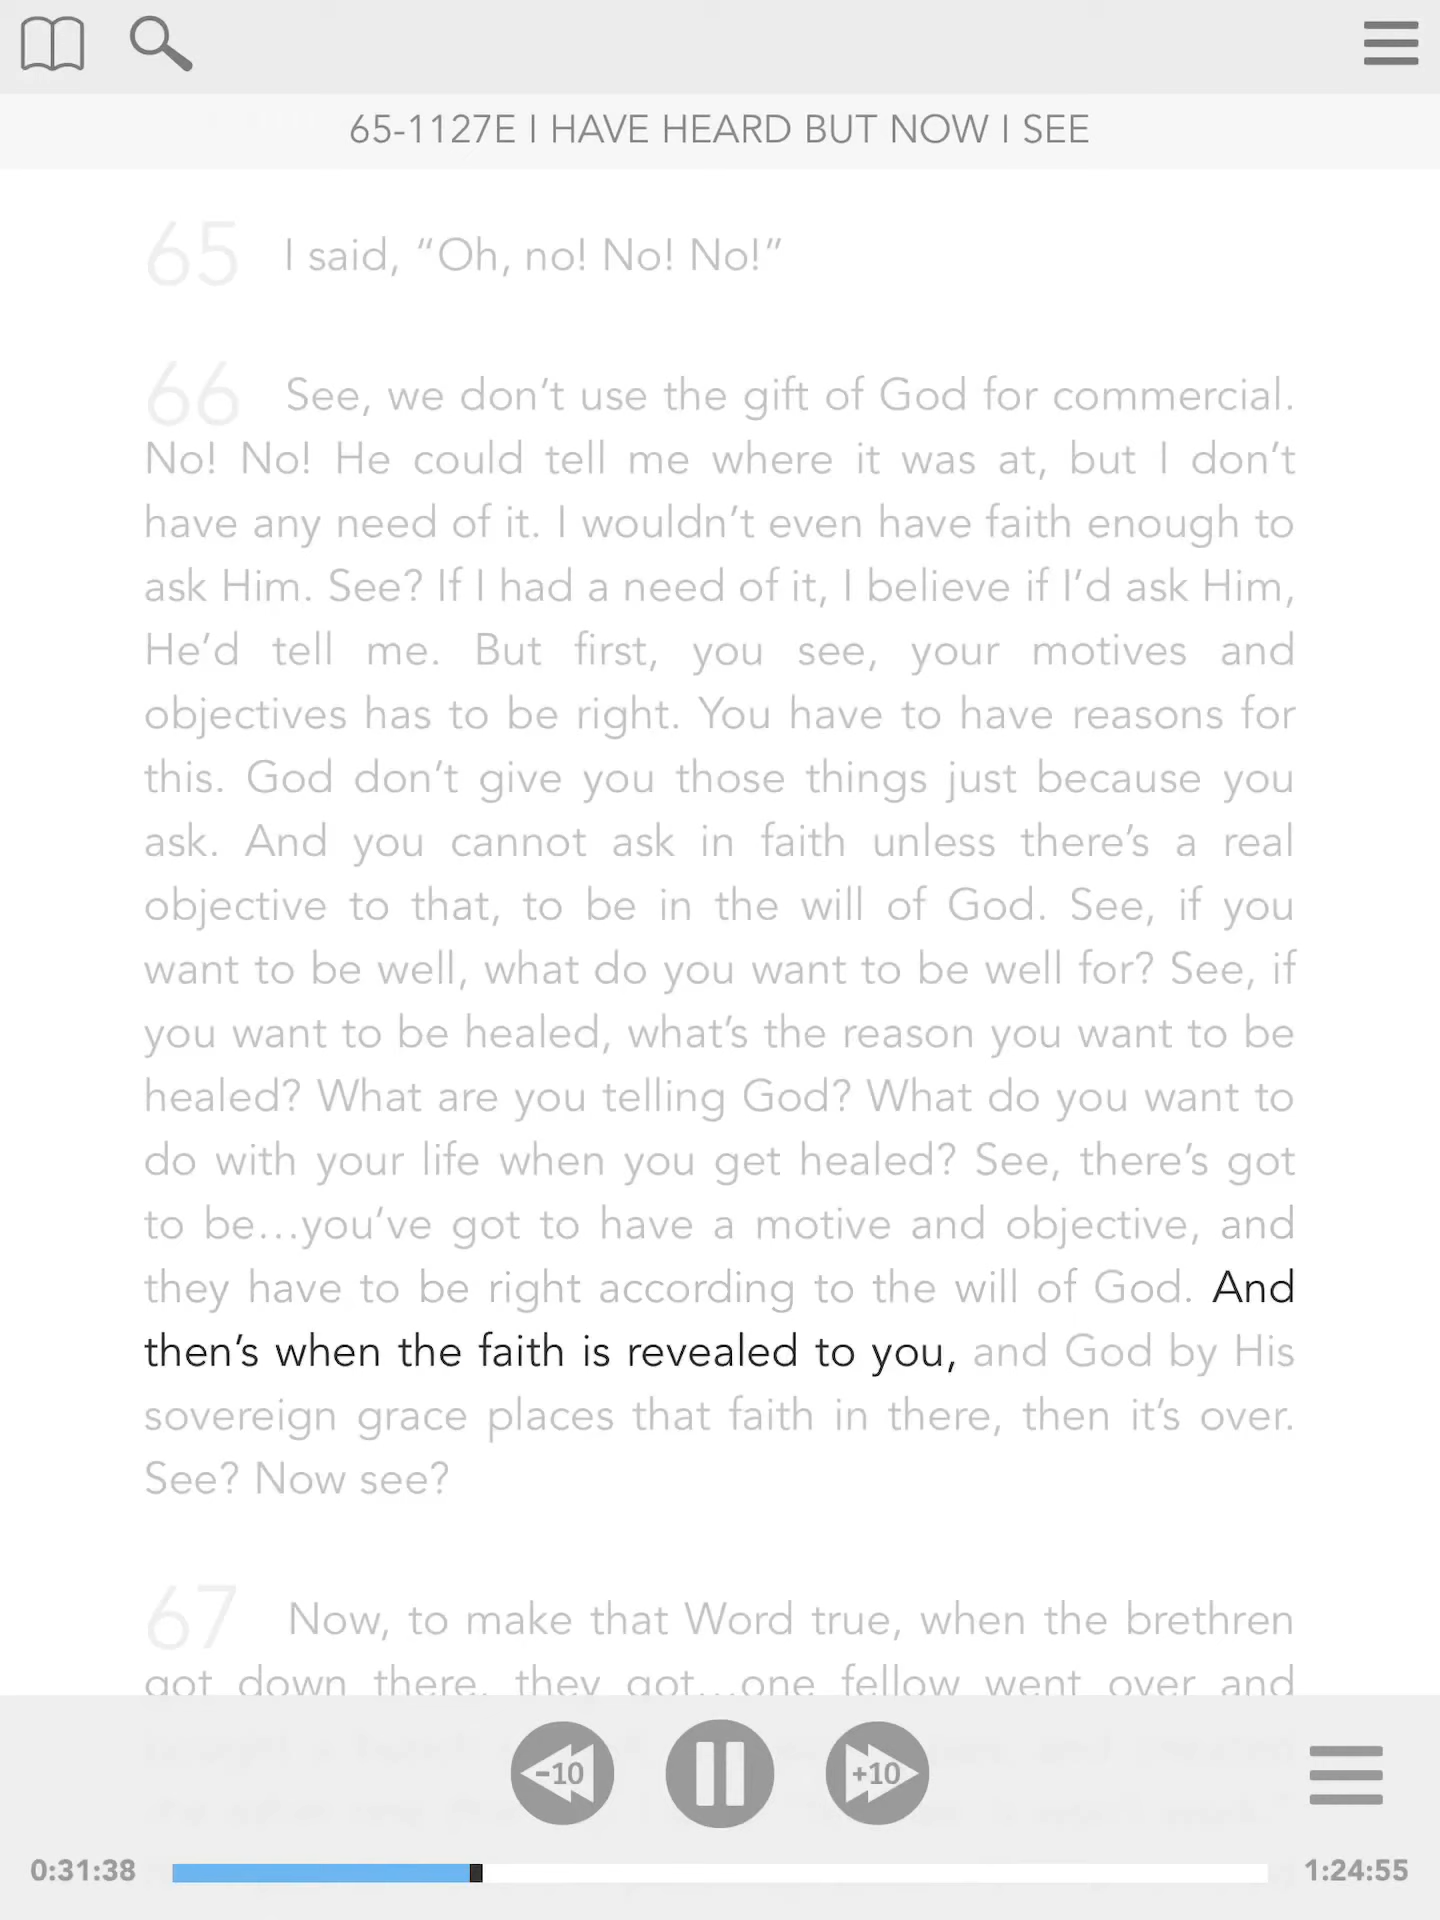 65-1127E I HAVE HEARD BUT NOW I SEE
65 I said, “Oh, no! No! No!”
66 See, we don’t use the gift of God for commercial.
No! No! He could tell me where it was at, but I don’t
have any need of it. I wouldn’t even have faith enough to
ask Him. See? If I had a need of it, I believe if I’d ask Him,
He’d tell me. But first, you see, your motives and
objectives has to be right. You have to have reasons for
this. God don’t give you those things just because you
ask. And you cannot ask in faith unless there’s a real
objective to that, to be in the will of God. See, if you
want to be well, what do you want to be well for? See, if
you want to be healed, what’s the reason you want to be
healed? What are you telling God? What do you want to
do with your life when you get healed? See, there’s got
to be…you’ve got to have a motive and objective, and
they have to be right according to the will of God. And
then’s when the faith is revealed to you, and God by His
sovereign grace places that faith in there, then it’s over.
See? Now see?
67 Now, to make that Word true, when the brethren
got down there, they got…one fellow went over and
-10 +10
0:31:38 1:24:55